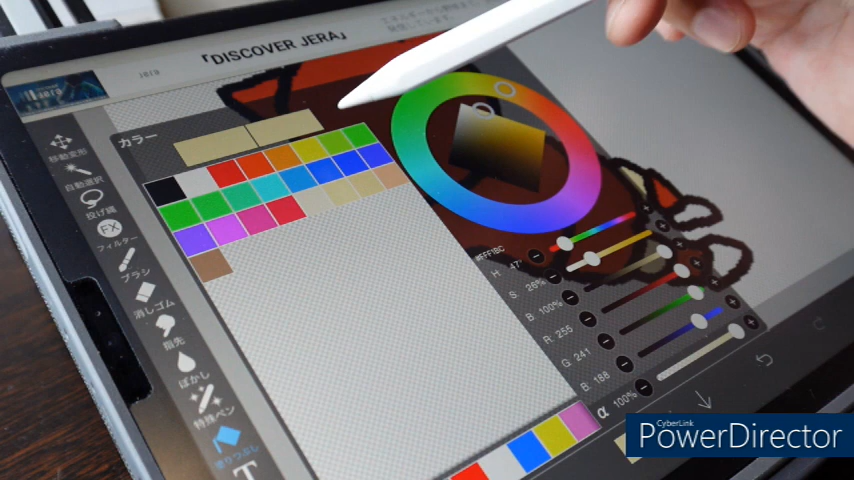 「DISCOVER JERA」
カラー
移動変形
自動選択
投げ縄
FX
フィルター
ブラシ
消しゴム
指先
ぼかし
特殊ペン
塗りつぶし
T
#FFF1BC
H: 47°
S: 26%
B: 100%
R: 255
G: 241
B: 188
α 100%
CyberLink
PowerDirector